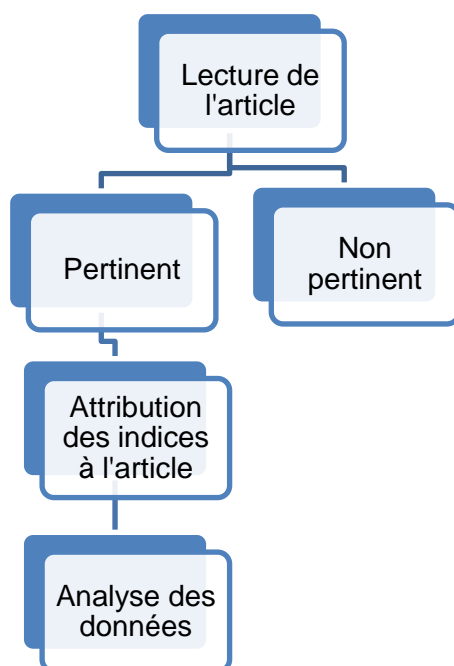 Lecture de
l'article
Pertinent
Non
pertinent
Attribution
des indices
à l'article
Analyse des
données